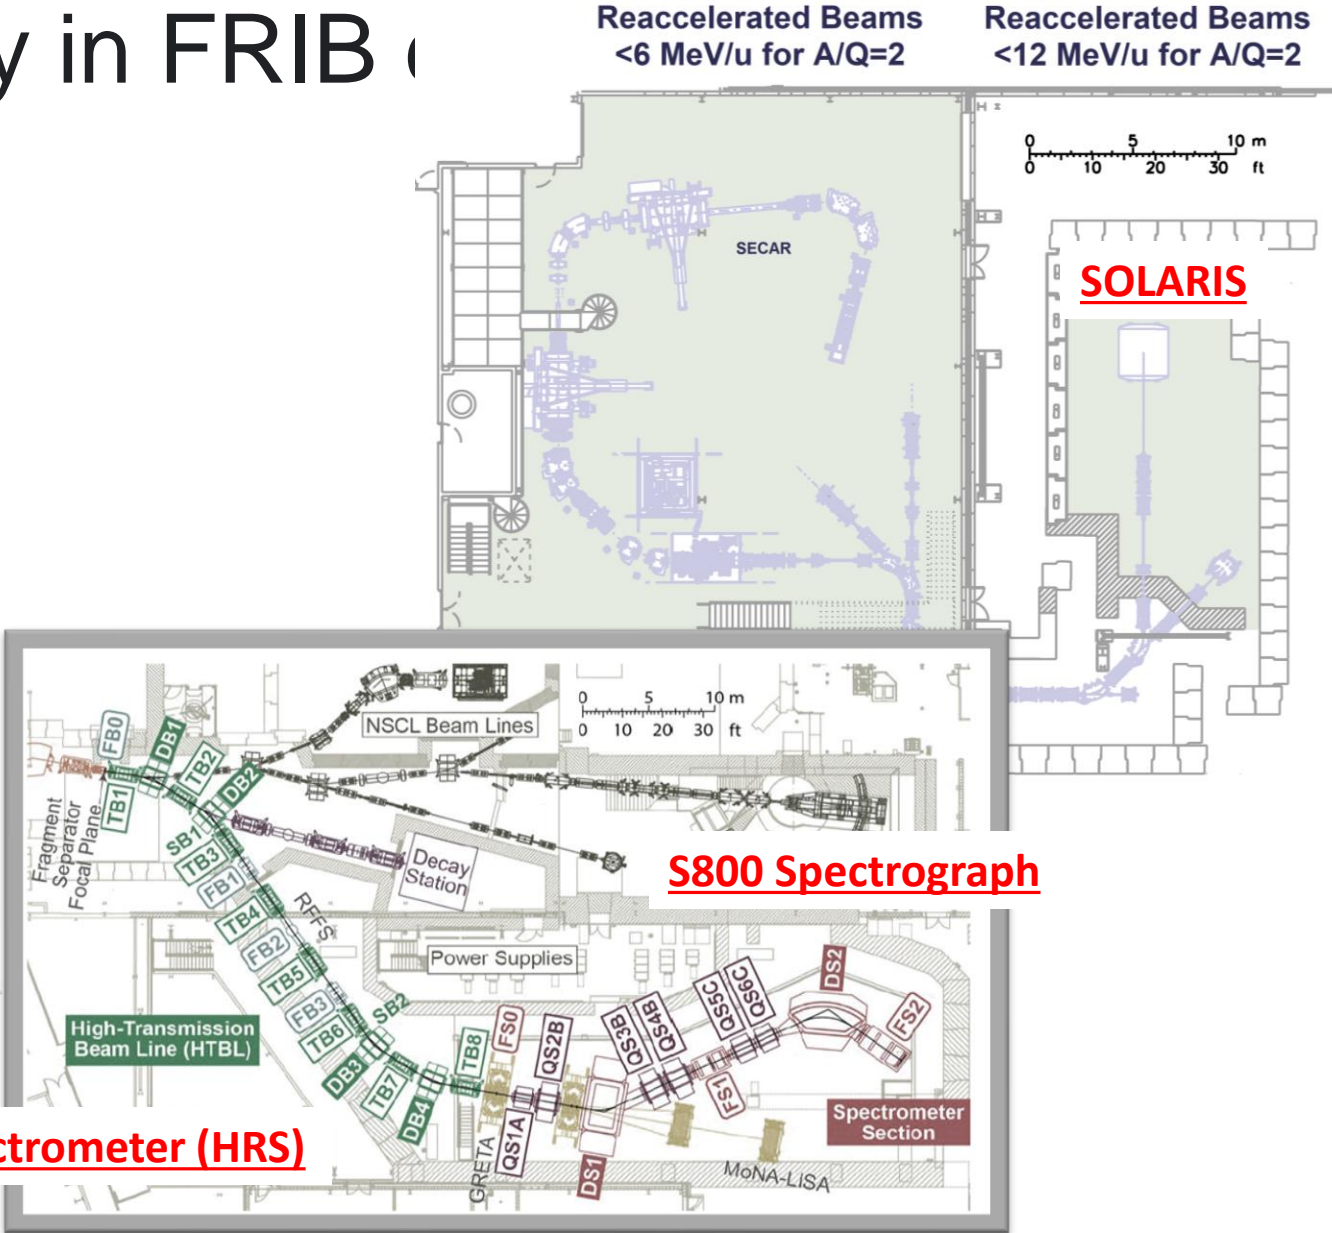 y in FRIB
Reaccelerated Beams
<6 MeV/u for A/Q=2
Reaccelerated Beams
<12 MeV/u for A/Q=2
0 5 10 m
0 10 20 30 ft
SECAR
SOLARIS
NSCL Beam Lines
0 5 10 m
0 10 20 30 ft
FB0
DB1
TB2
DB2
TB1
Fragment
Separator
Focal Plane
SB1
TB3
FB1
Decay
Station
S800 Spectrograph
TB4
RFFS
FB2
TB5
Power Supplies
FB3
SB2
TB6
High-Transmission
Beam Line (HTBL)
DB3
TB7
DB4
TB8
FS0
QS2B
QS1A
QS3B
QS4B
QS5C
QS6C
DS2
FS2
FS1
Spectrometer
Section
ctrometer (HRS)
GRETA
DS1
MoNA-LISA